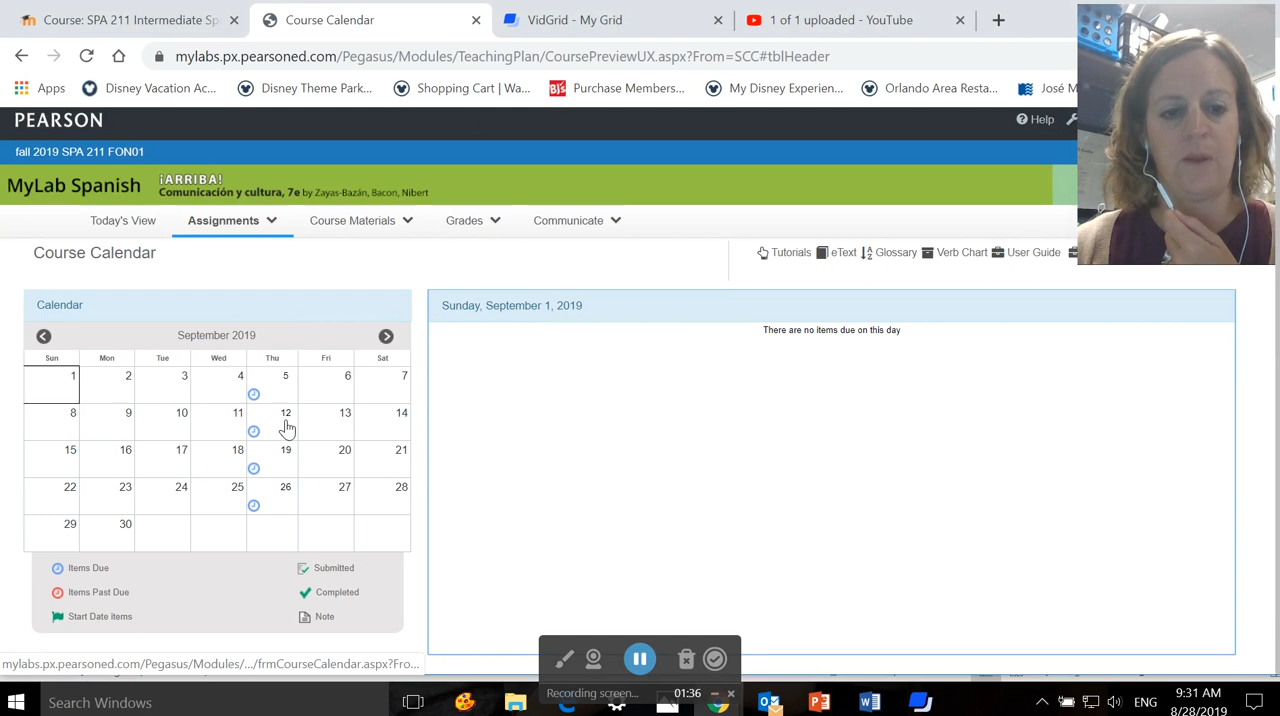 Course: SPA 211 Intermediate Sp
Course Calendar
VidGrid - My Grid
1 of 1 uploaded - YouTube
mylabs.px.pearsoned.com/Pegasus/Modules/TeachingPlan/CoursePreviewUX.aspx?From=SCC#tblHeader
Apps
Disney Vacation Ac...
Disney Theme Park...
Shopping Cart | Wa...
Purchase Members...
My Disney Experien...
Orlando Area Resta...
José M
PEARSON
Help
fall 2019 SPA 211 FON01
MyLab Spanish
¡ARRIBA!
Comunicación y cultura, 7e by Zayas-Bazán, Bacon, Nibert
Today's View
Assignments
Course Materials
Grades
Communicate
Course Calendar
Tutorials
eText
Glossary
Verb Chart
User Guide
Calendar
September 2019
Sun Mon Tue Wed Thu Fri Sat
1 2 3 4 5 6 7
8 9 10 11 12 13 14
15 16 17 18 19 20 21
22 23 24 25 26 27 28
29 30
Items Due
Submitted
Items Past Due
Completed
Start Date items
Note
Sunday, September 1, 2019
There are no items due on this day
mylabs.px.pearsoned.com/Pegasus/Modules/.../frmCourseCalendar.aspx?Fro...
Recording screen...
01:36
Search Windows
ENG
9:31 AM
8/28/2019